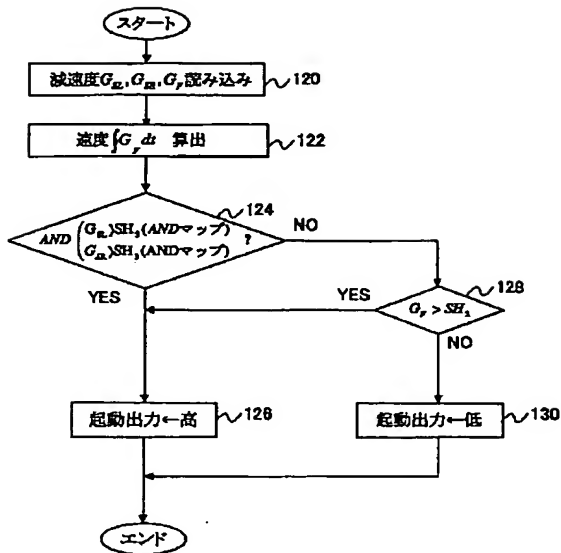 スタート
減速度G_SL, G_SR, G_F読み込み
120
速度∫G_F dt 算出
122
124
AND (G_SL)SH_3(ANDマップ) ?
(G_SR)SH_3(ANDマップ)
NO
YES
YES
128
G_F > SH_2
NO
起動出力←高
126
起動出力←低
130
エンド